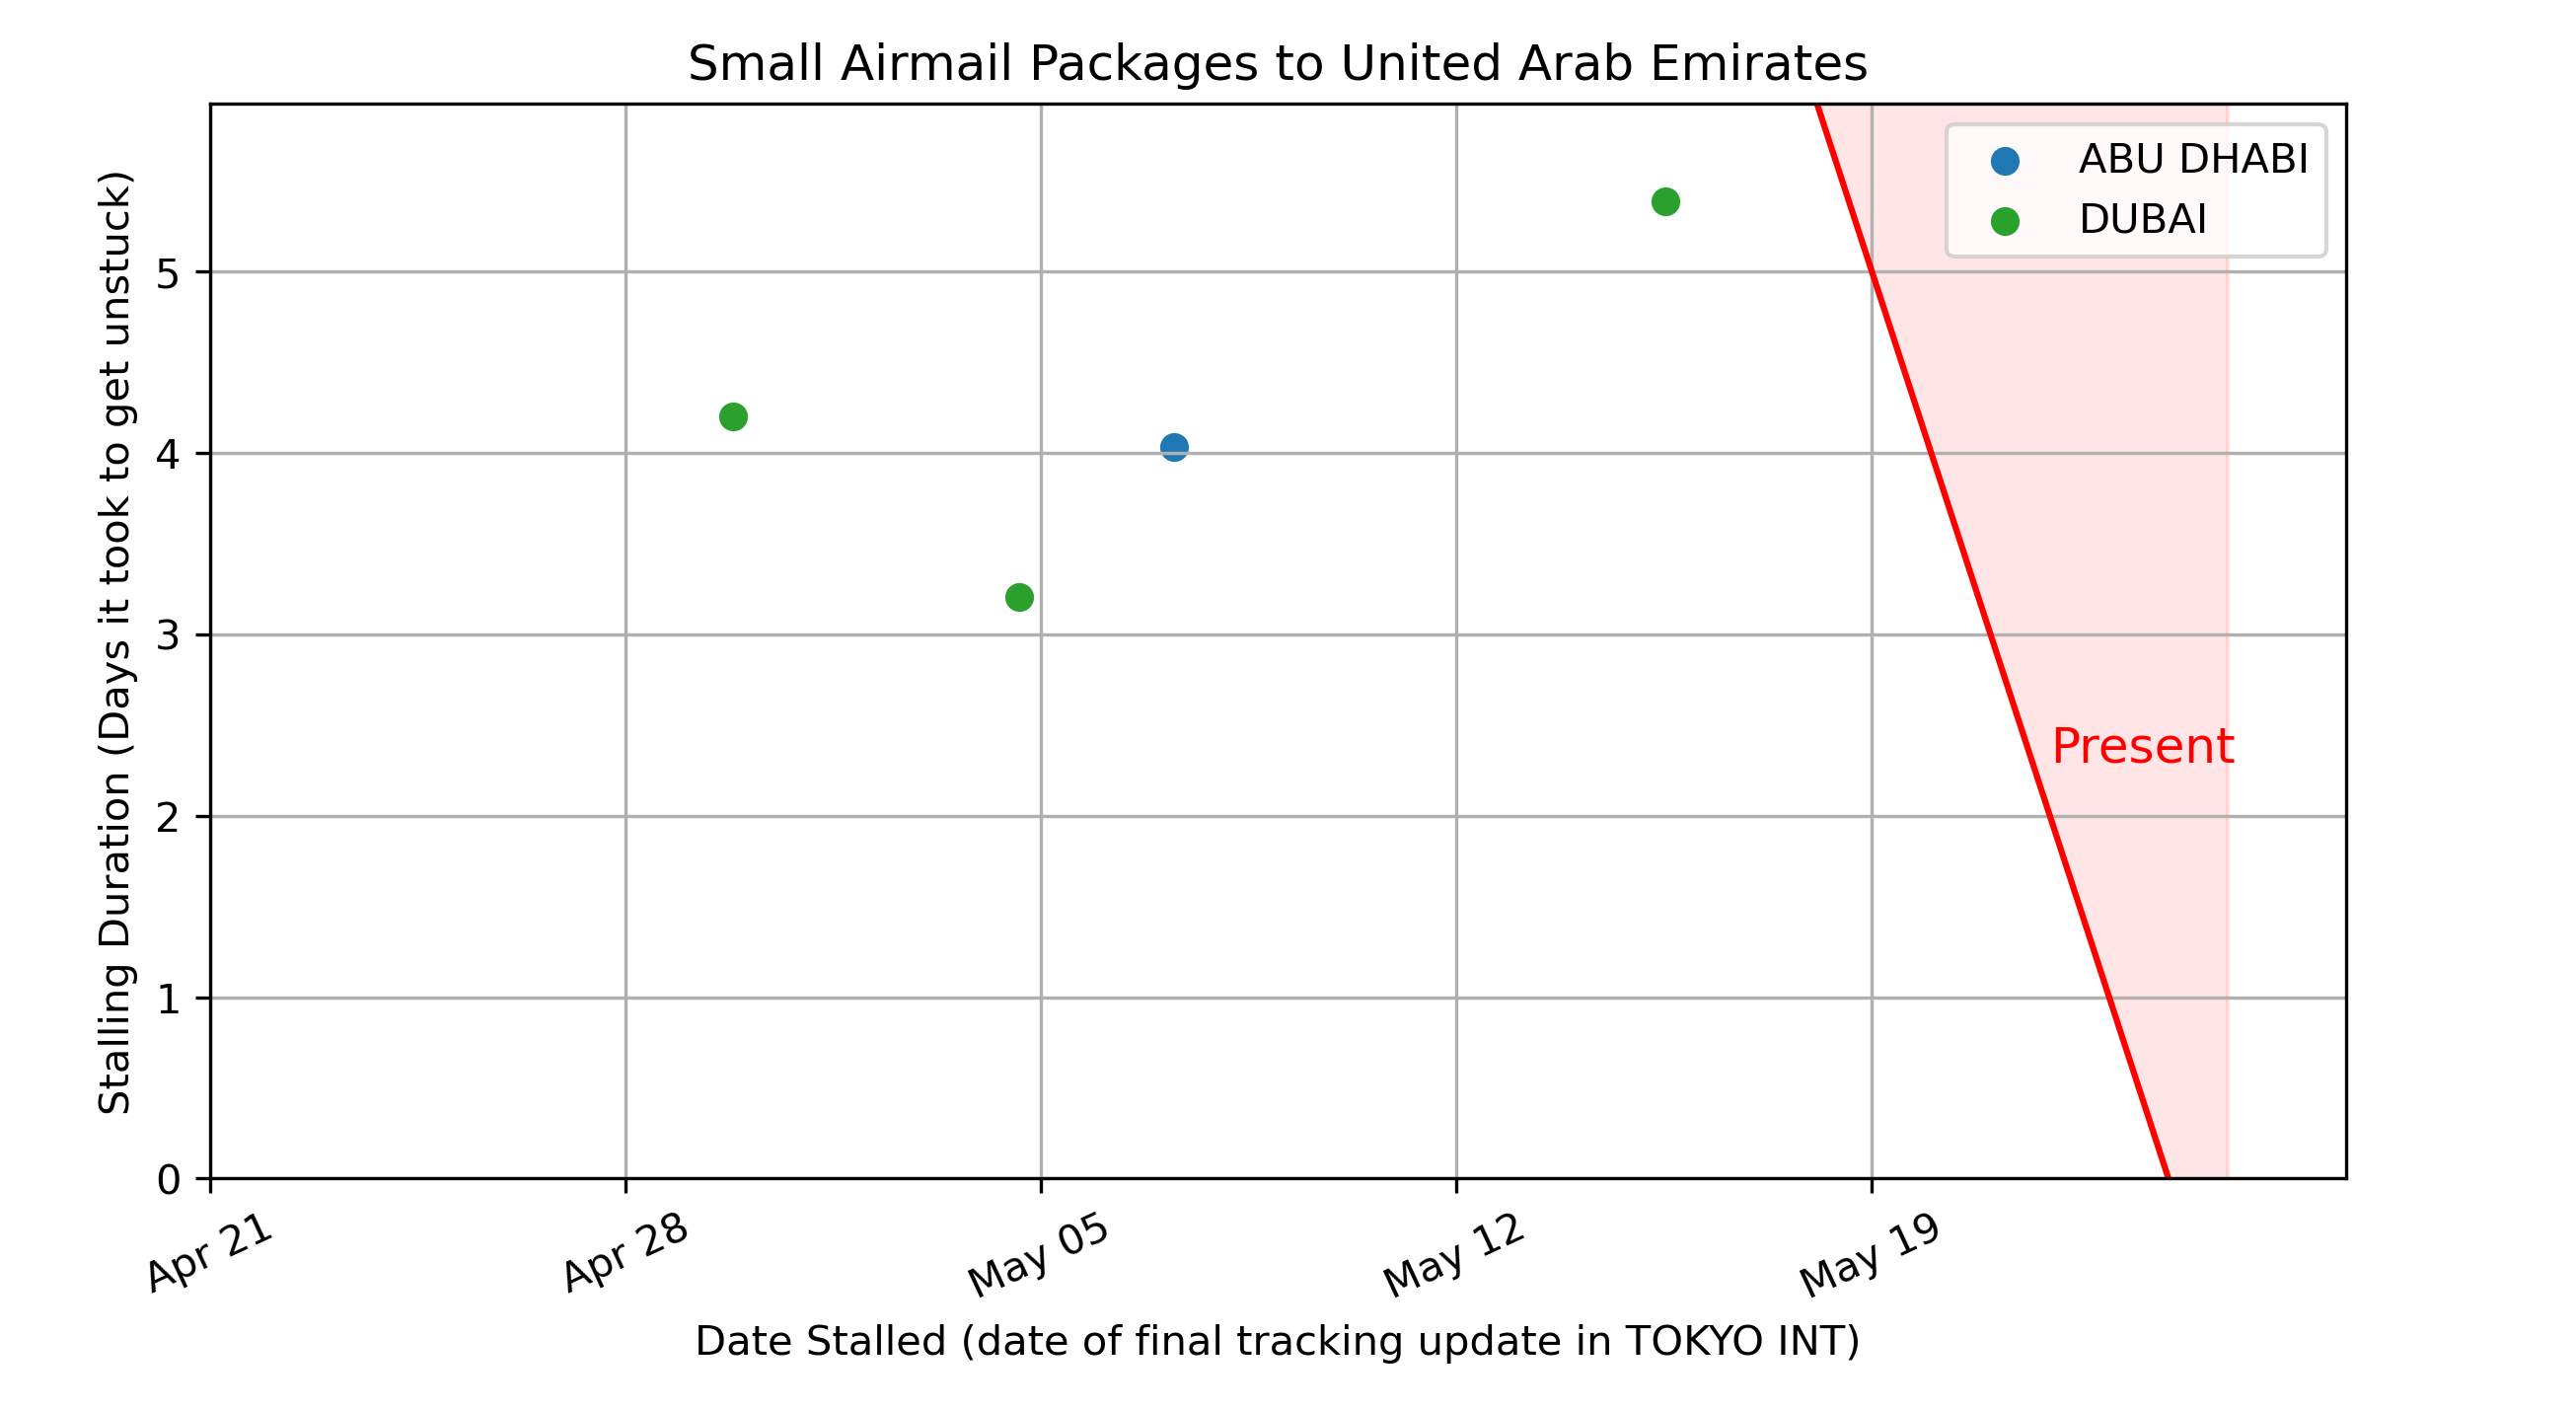 Small Airmail Packages to United Arab Emirates
Stalling Duration (Days it took to get unstuck)
5
4
3
2
1
0
ABU DHABI
DUBAI
Present
Apr 21
Apr 28
May 05
May 12
May 19
Date Stalled (date of final tracking update in TOKYO INT)